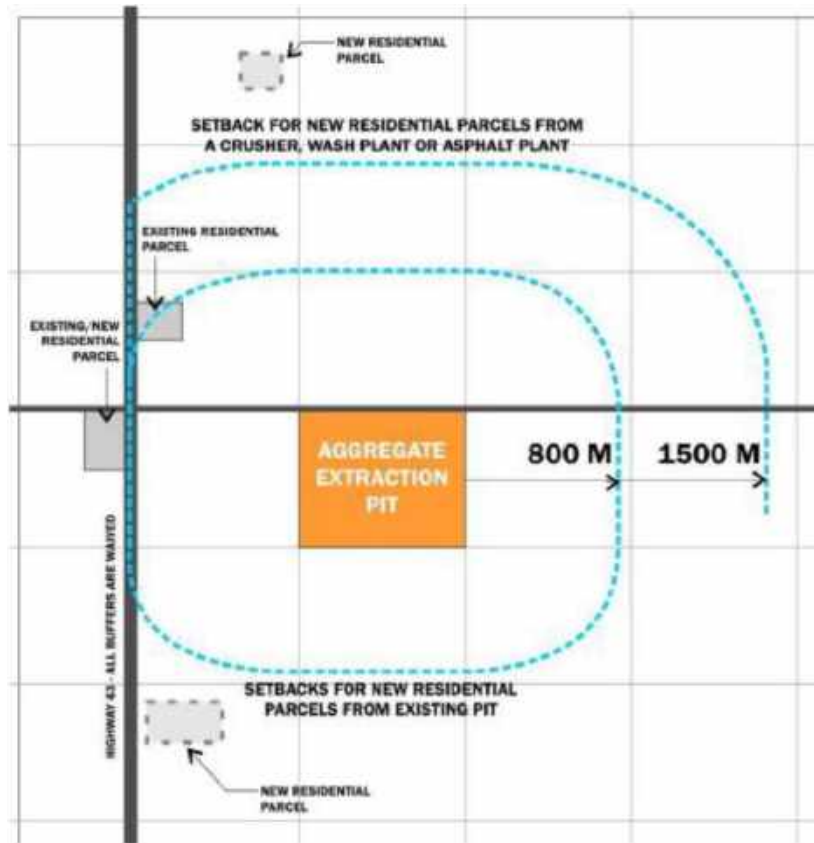 NEW RESIDENTIAL
PARCEL
SETBACK FOR NEW RESIDENTIAL PARCELS FROM
A CRUSHER, WASH PLANT OR ASPHALT PLANT
EXISTING RESIDENTIAL
PARCEL
EXISTING/NEW
RESIDENTIAL
PARCEL
AGGREGATE
EXTRACTION
PIT
800 M
1500 M
HIGHWAY 43 - ALL BUFFERS ARE WAIVED
SETBACKS FOR NEW RESIDENTIAL
PARCELS FROM EXISTING PIT
NEW RESIDENTIAL
PARCEL